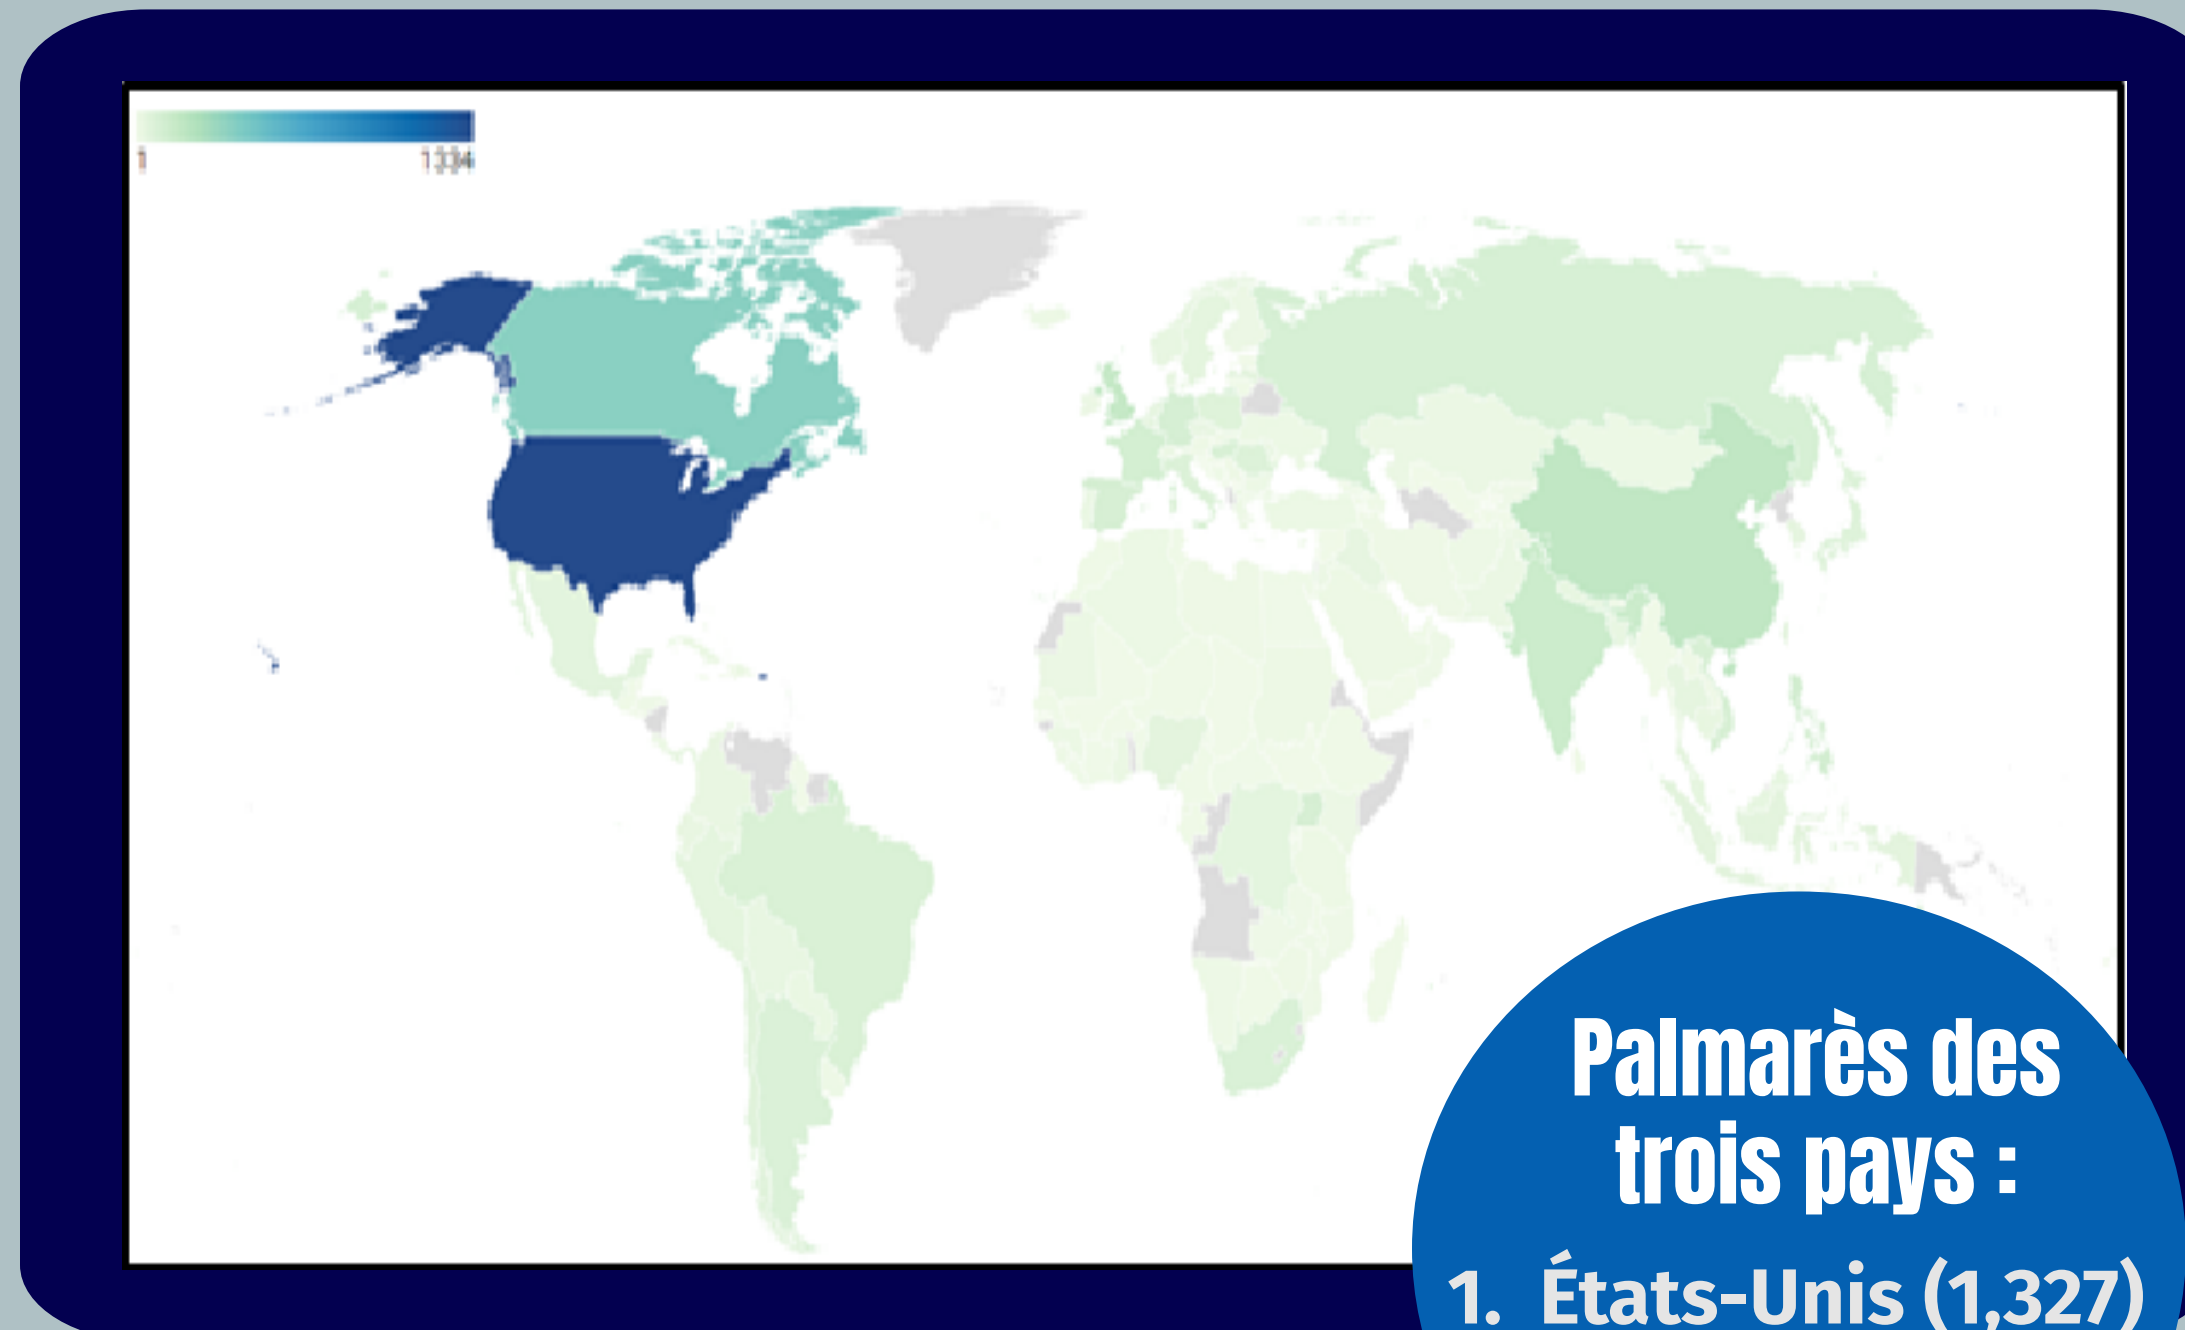 1
1334
Palmarès des
trois pays :
1. États-Unis (1,327)